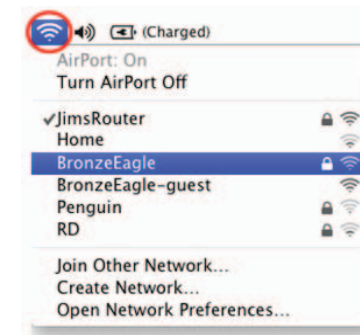 (Charged)
AirPort: On
Turn AirPort Off
JimsRouter
Home
BronzeEagle
BronzeEagle-guest
Penguin
RD
Join Other Network...
Create Network...
Open Network Preferences...